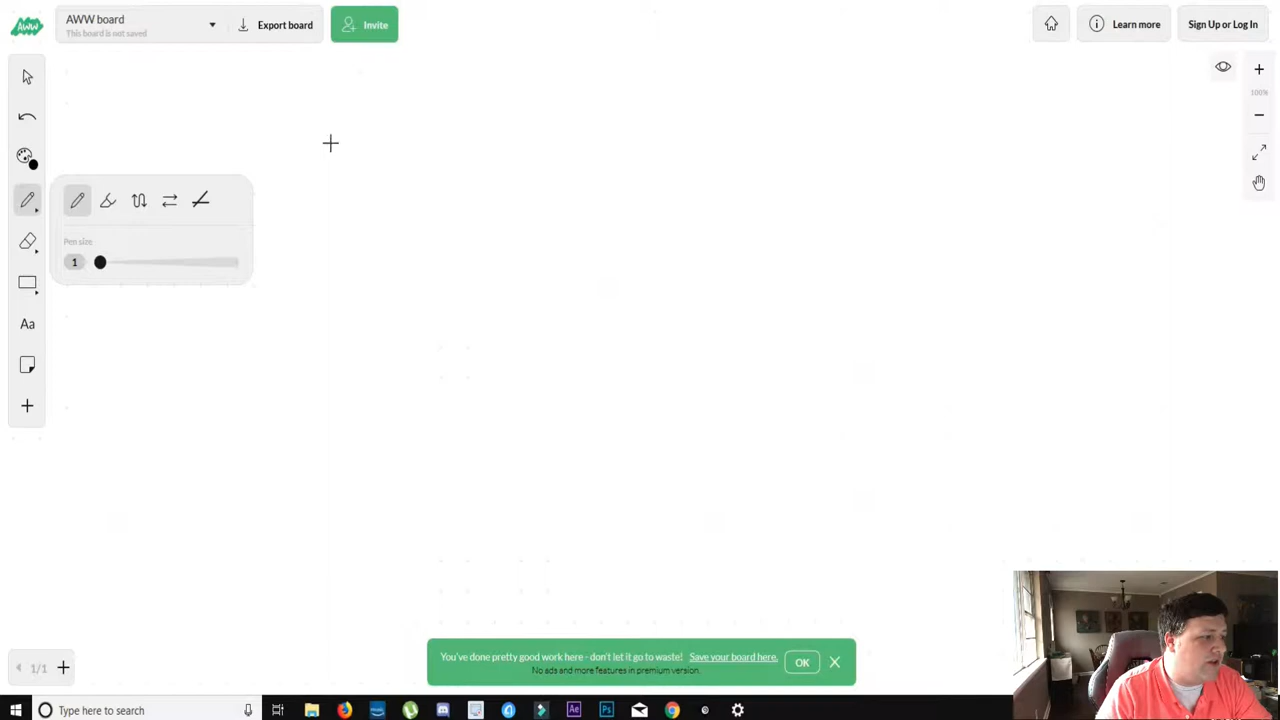 AWW
AWW board
This board is not saved
Export board
Invite
Learn more
Sign Up or Log In
100%
Pen size
1
Aa
1/1
You've done pretty good work here - don't let it go to waste! Save your board here.
No ads and more features in premium version.
OK
Type here to search
Ae
Ps